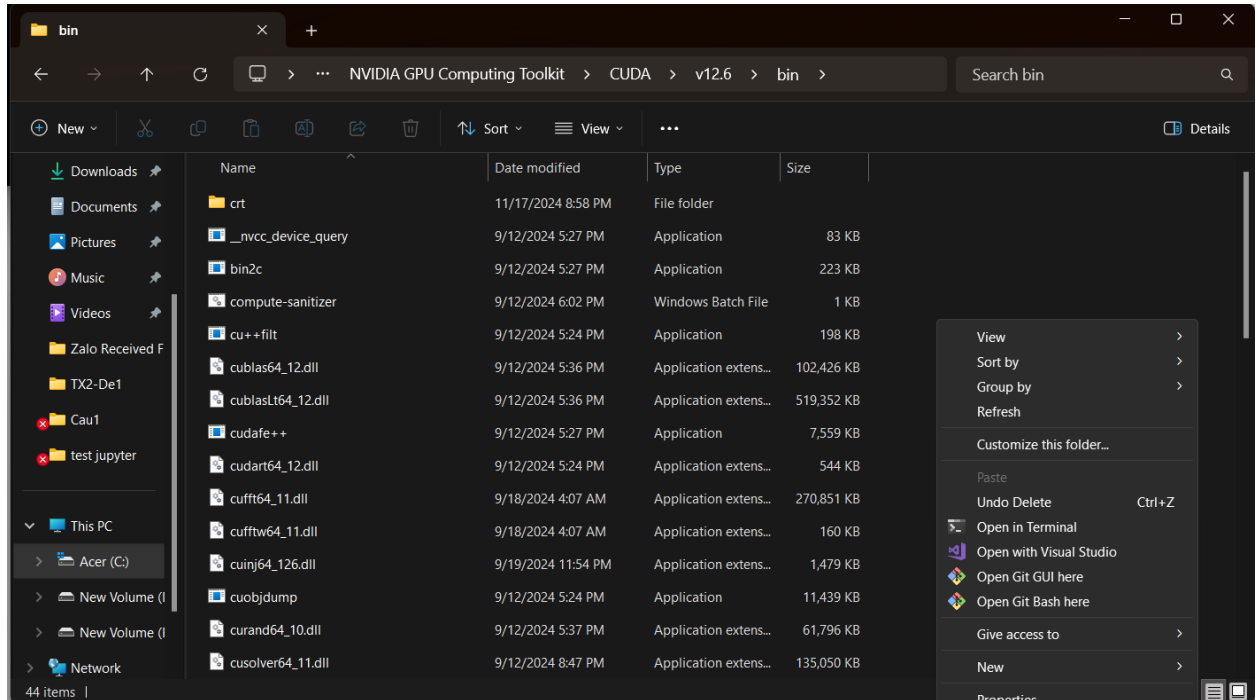 bin
NVIDIA GPU Computing Toolkit > CUDA > v12.6 > bin >
Search bin
New
Sort
View
Details
Downloads
Documents
Pictures
Music
Videos
Zalo Received F
TX2-De1
Cau1
test jupyter
This PC
Acer (C:)
New Volume (I
New Volume (I
Network
Name Date modified Type Size
crt 11/17/2024 8:58 PM File folder
__nvcc_device_query 9/12/2024 5:27 PM Application 83 KB
bin2c 9/12/2024 5:27 PM Application 223 KB
compute-sanitizer 9/12/2024 6:02 PM Windows Batch File 1 KB
cu++filt 9/12/2024 5:24 PM Application 198 KB
cublas64_12.dll 9/12/2024 5:36 PM Application extens... 102,426 KB
cublasLt64_12.dll 9/12/2024 5:36 PM Application extens... 519,352 KB
cudafe++ 9/12/2024 5:27 PM Application 7,559 KB
cudart64_12.dll 9/12/2024 5:24 PM Application extens... 544 KB
cufft64_11.dll 9/18/2024 4:07 AM Application extens... 270,851 KB
cufftw64_11.dll 9/18/2024 4:07 AM Application extens... 160 KB
cuinj64_126.dll 9/19/2024 11:54 PM Application extens... 1,479 KB
cuobjdump 9/12/2024 5:24 PM Application 11,439 KB
curand64_10.dll 9/12/2024 5:37 PM Application extens... 61,796 KB
cusolver64_11.dll 9/12/2024 8:47 PM Application extens... 135,050 KB
View
Sort by
Group by
Refresh
Customize this folder...
Paste
Undo Delete Ctrl+Z
Open in Terminal
Open with Visual Studio
Open Git GUI here
Open Git Bash here
Give access to
New
Properties
44 items